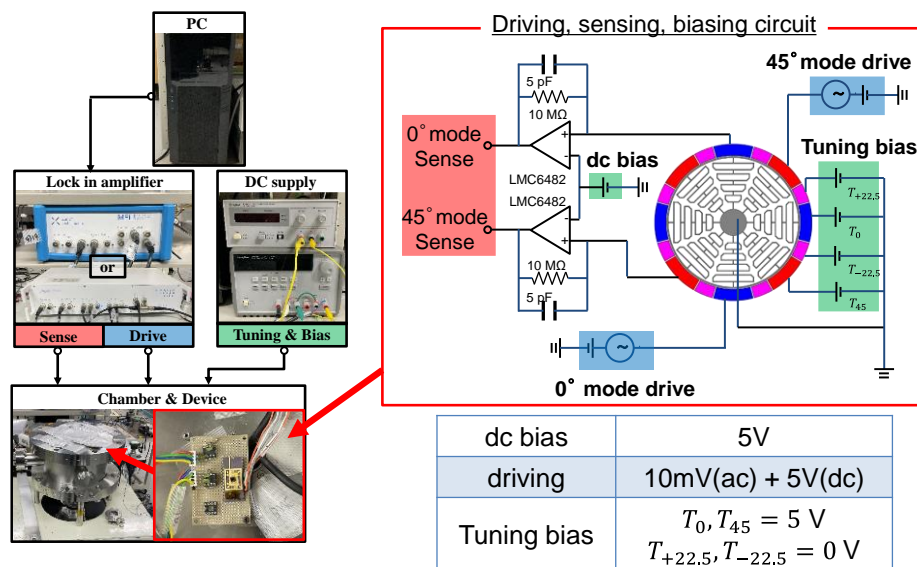 PC
Lock in amplifier
DC supply
or
Sense
Drive
Tuning & Bias
Chamber & Device
Driving, sensing, biasing circuit
45° mode drive
5 pF
10 MΩ
0° mode
Sense
dc bias
Tuning bias
LMC6482
LMC6482
T+22.5
T0
T−22.5
T45
45° mode
Sense
10 MΩ
5 pF
0° mode drive
dc bias 5V
driving 10mV(ac) + 5V(dc)
Tuning bias
T0, T45 = 5 V
T+22.5, T−22.5 = 0 V